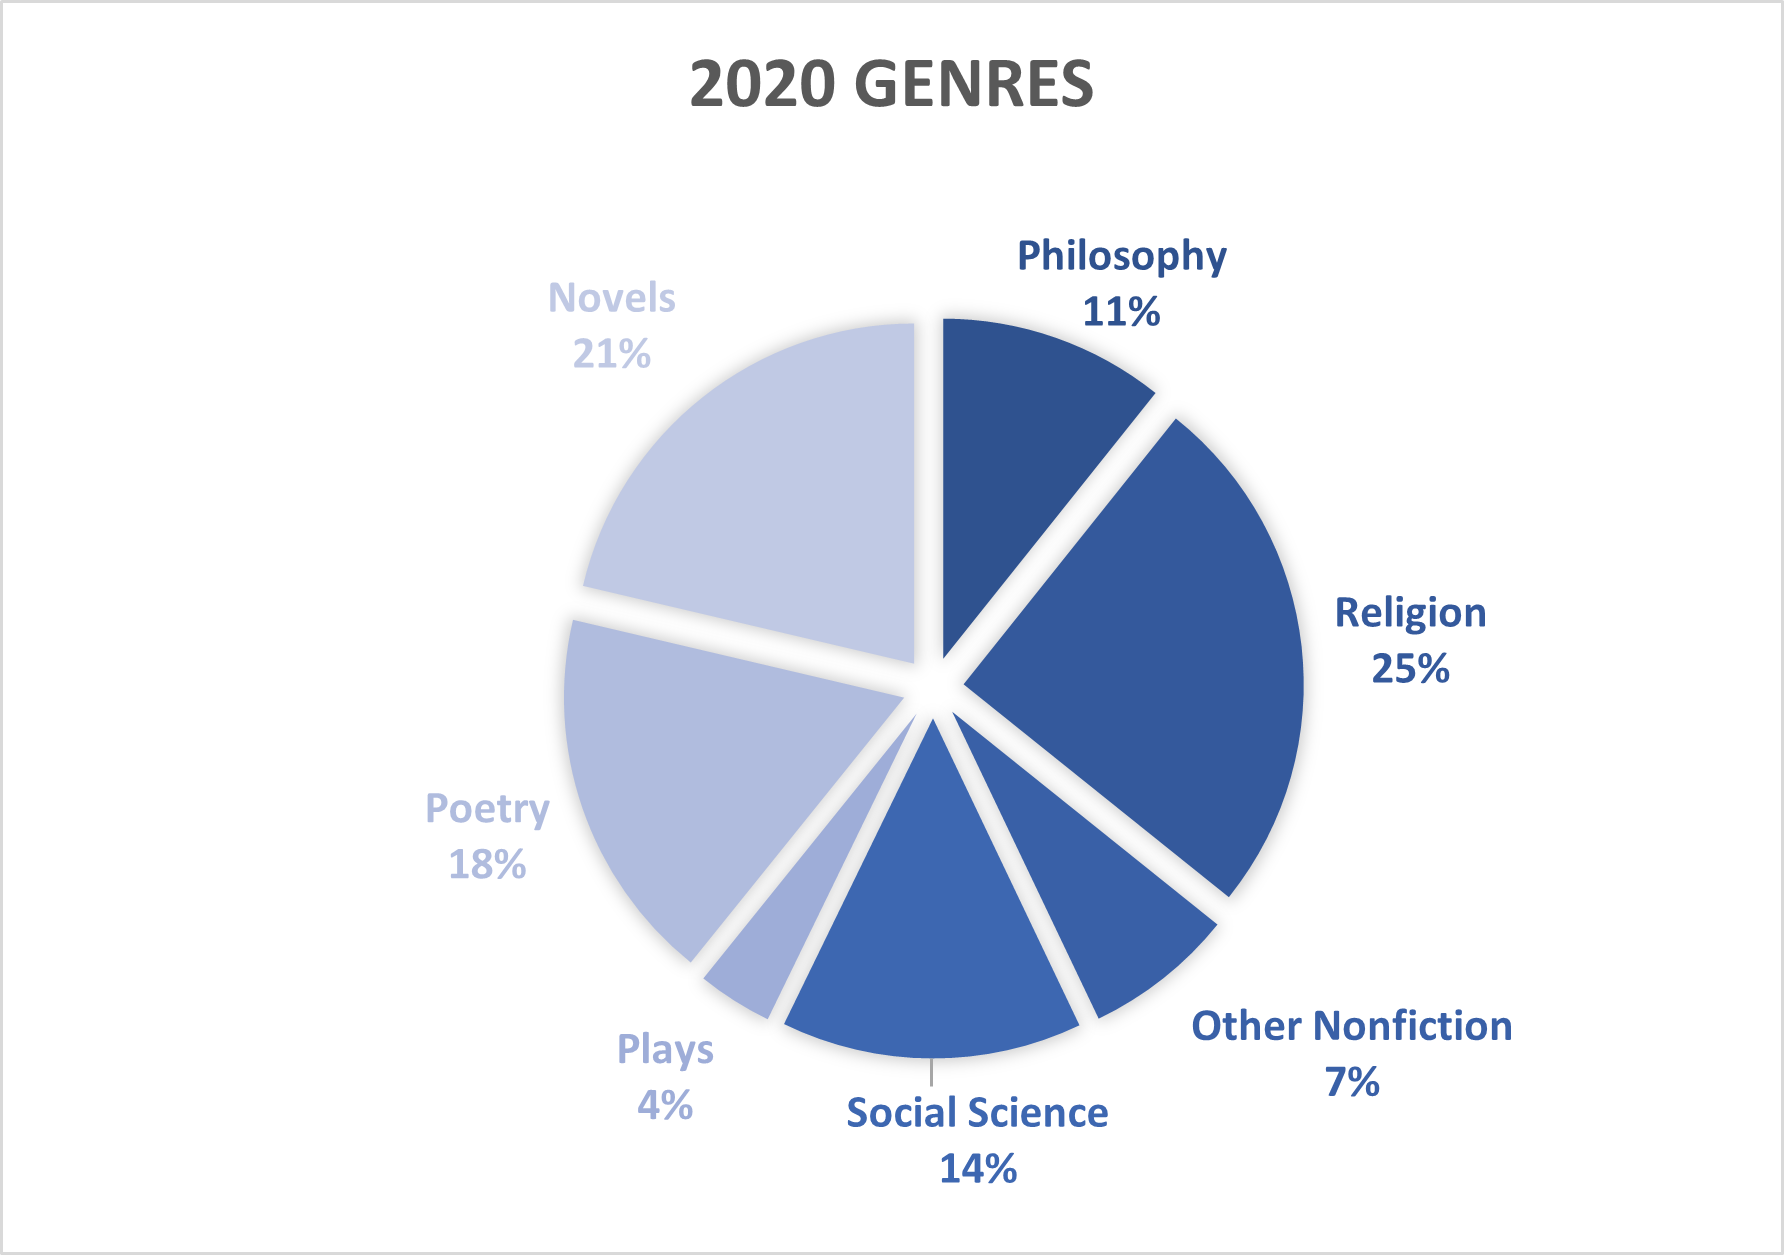 2020 GENRES
Philosophy
11%
Religion
25%
Other Nonfiction
7%
Social Science
14%
Plays
4%
Poetry
18%
Novels
21%